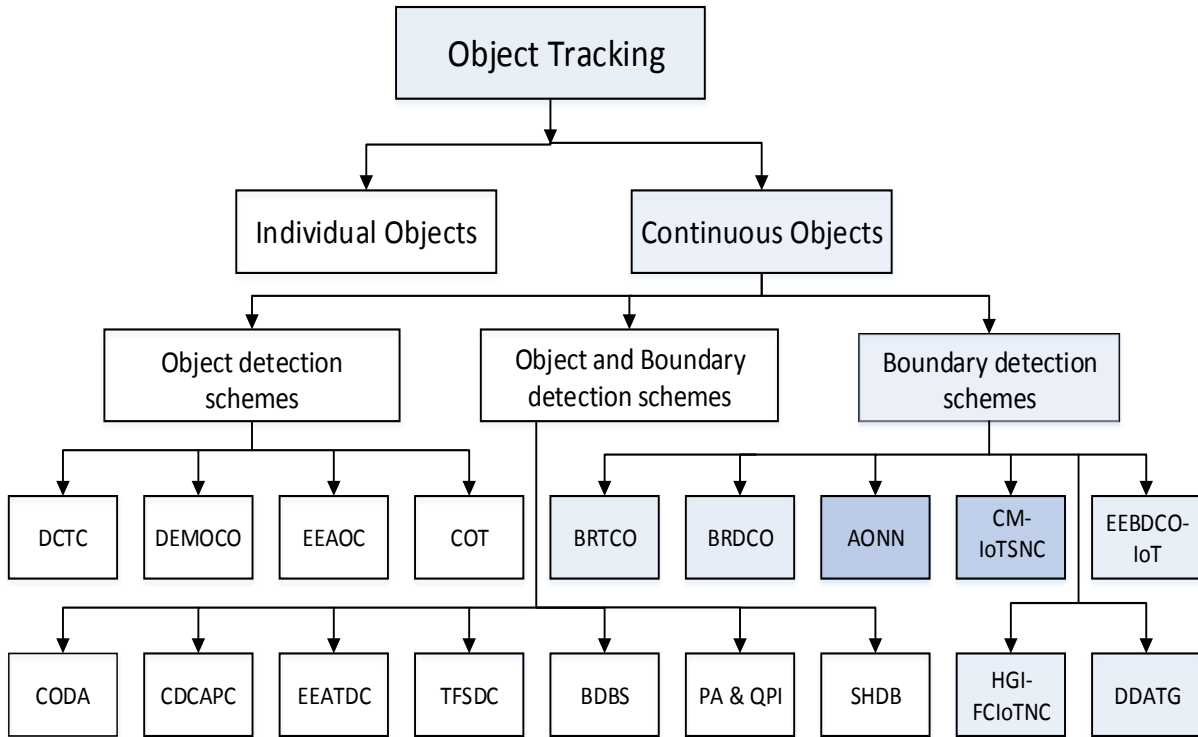 Object Tracking
Individual Objects
Continuous Objects
Object detection
schemes
Object and Boundary
detection schemes
Boundary detection
schemes
DCTC
DEMOCO
EEAOC
COT
BRTCO
BRDCO
AONN
CM-
IoTSNC
EEBDCO-
IoT
CODA
CDCAPC
EEATDC
TFSDC
BDBS
PA & QPI
SHDB
HGI-
FCIoTNC
DDATG